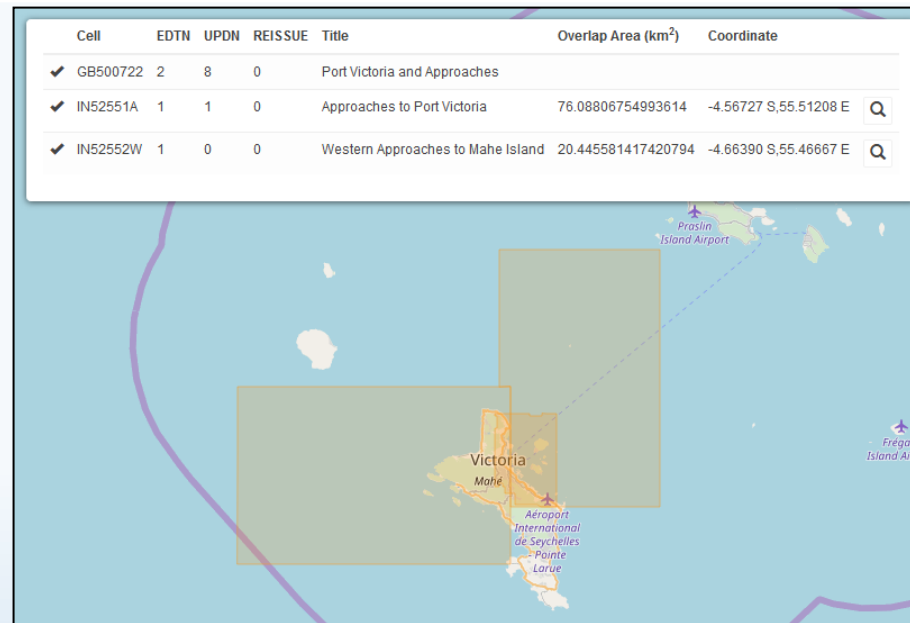 Cell EDTN UPDN REISSUE Title Overlap Area (km²) Coordinate
GB500722 2 8 0 Port Victoria and Approaches
IN52551A 1 1 0 Approaches to Port Victoria 76.08806754993614 -4.56727 S,55.51208 E
IN52552W 1 0 0 Western Approaches to Mahe Island 20.445581417420794 -4.66390 S,55.46667 E
Praslin
Island Airport
Fréga
Island Ai
Victoria
Mahé
Aéroport
International
de Seychelles
- Pointe
Larue